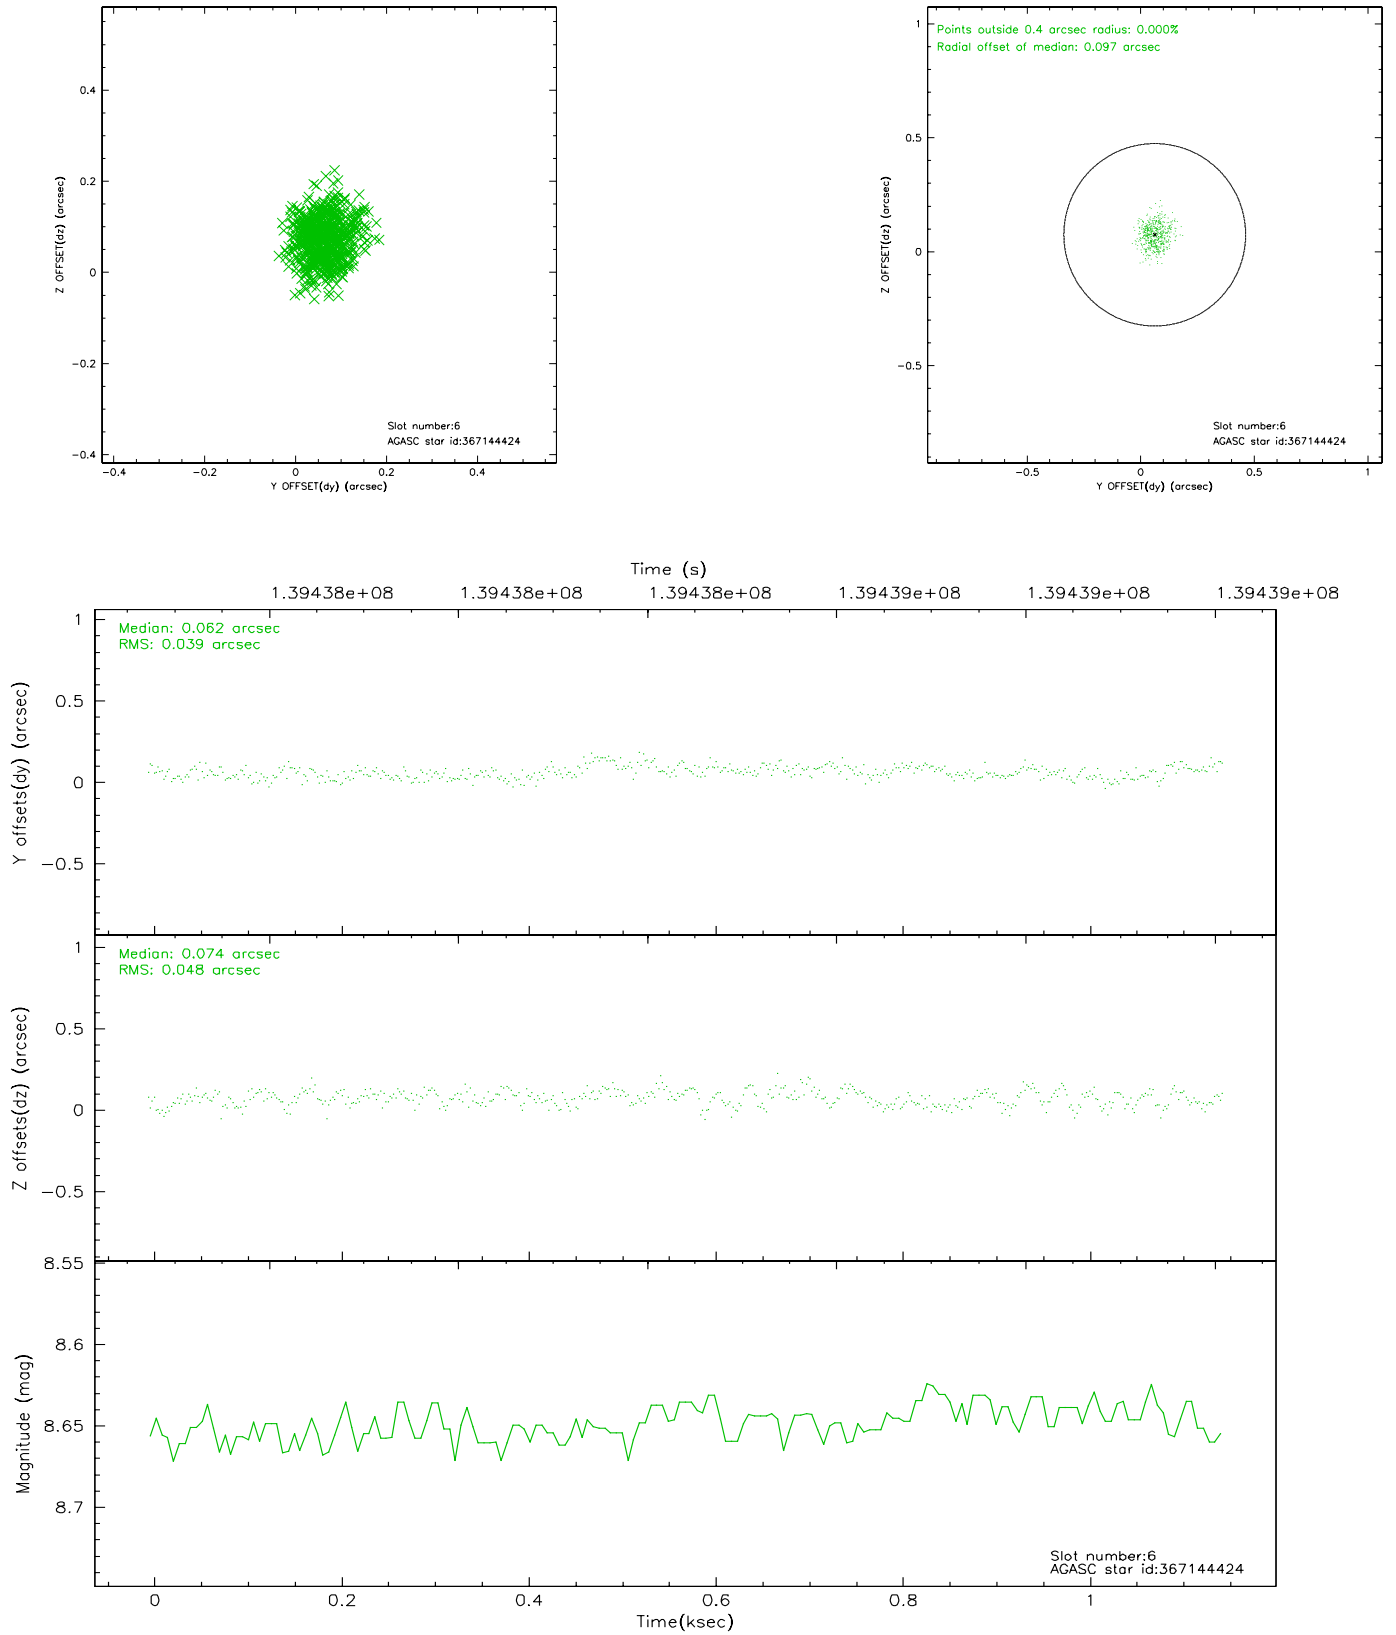 0.4
0.2
0
−0.2
−0.4
Z OFFSET(dz) (arcsec)
−0.4 −0.2 0 0.2 0.4
Y OFFSET(dy) (arcsec)
Slot number:6
AGASC star id:367144424
Points outside 0.4 arcsec radius: 0.000%
Radial offset of median: 0.097 arcsec
1
0.5
0
−0.5
Z OFFSET(dz) (arcsec)
−0.5 0 0.5 1
Y OFFSET(dy) (arcsec)
Slot number:6
AGASC star id:367144424
Time (s)
1.39438e+08 1.39438e+08 1.39438e+08 1.39439e+08 1.39439e+08 1.39439e+08
Median: 0.062 arcsec
RMS: 0.039 arcsec
1
0.5
0
−0.5
Y offsets(dy) (arcsec)
Median: 0.074 arcsec
RMS: 0.048 arcsec
1
0.5
0
−0.5
Z offsets(dz) (arcsec)
8.55
8.6
8.65
8.7
Magnitude (mag)
Slot number:6
AGASC star id:367144424
0 0.2 0.4 0.6 0.8 1
Time(ksec)